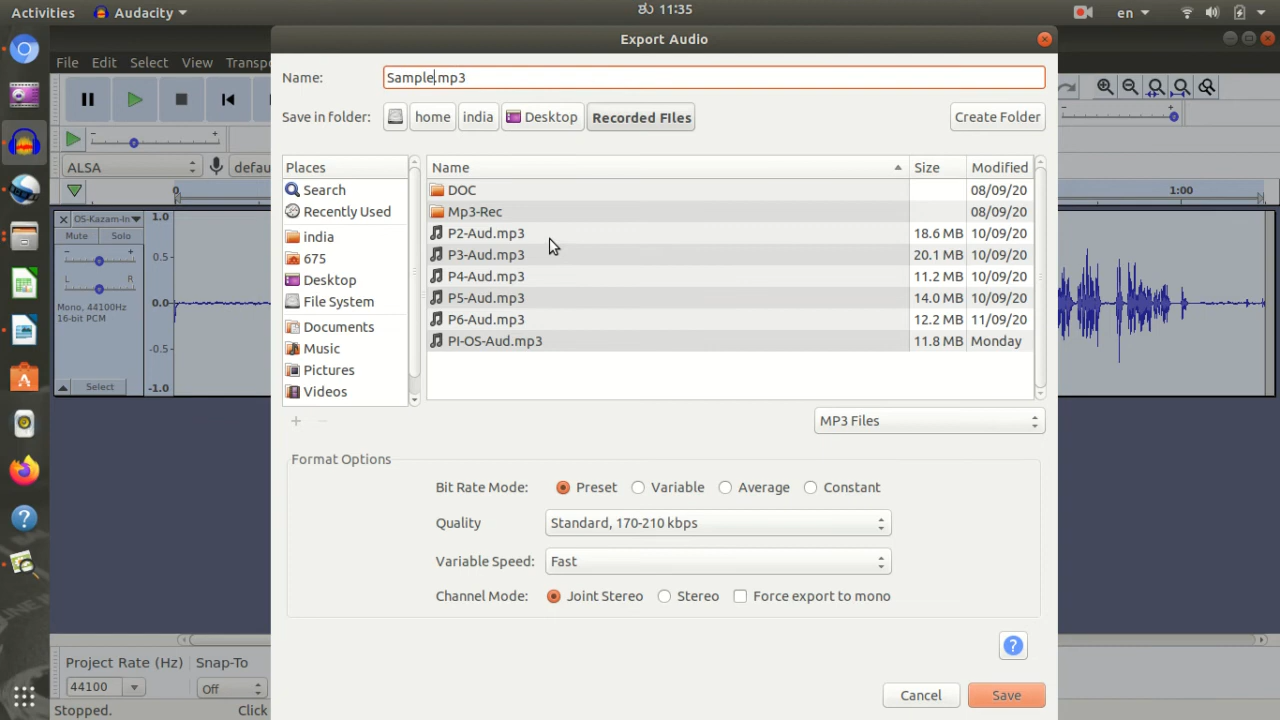 Activities Audacity 11:35 en
Export Audio
File Edit Select View Transpo
Name: Sample.mp3
Save in folder: home india Desktop Recorded FIles Create Folder
ALSA defau
Places Name Size Modified
Search DOC 08/09/20
Recently Used Mp3-Rec 08/09/20
india P2-Aud.mp3 18.6 MB 10/09/20
675 P3-Aud.mp3 20.1 MB 10/09/20
Desktop P4-Aud.mp3 11.2 MB 10/09/20
File System P5-Aud.mp3 14.0 MB 10/09/20
Documents P6-Aud.mp3 12.2 MB 11/09/20
Music PI-OS-Aud.mp3 11.8 MB Monday
Pictures
Videos
0 1:00
OS-Kazam-In 1.0
Mute Solo
0.5
L R
0.0
Mono, 44100Hz
16-bit PCM
-0.5
Select -1.0
MP3 Files
Format Options
Bit Rate Mode: Preset Variable Average Constant
Quality Standard, 170-210 kbps
Variable Speed: Fast
Channel Mode: Joint Stereo Stereo Force export to mono
?
Cancel Save
Project Rate (Hz) Snap-To
44100 Off
Stopped. Click